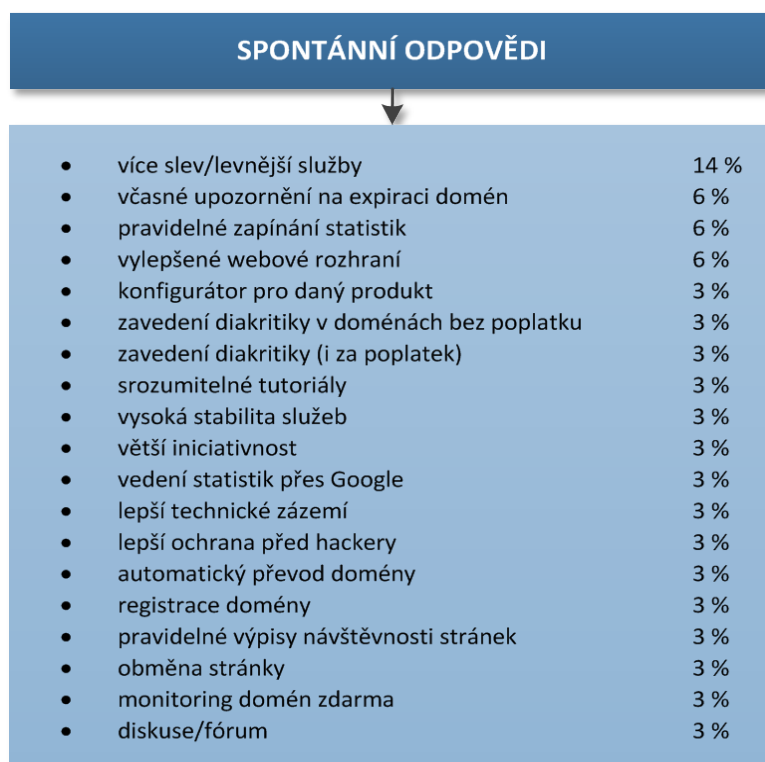 SPONTÁNNÍ ODPOVĚDI
• více slev/levnější služby 14 %
• včasné upozornění na expiraci domén 6 %
• pravidelné zapínání statistik 6 %
• vylepšené webové rozhraní 6 %
• konfigurátor pro daný produkt 3 %
• zavedení diakritiky v doménách bez poplatku 3 %
• zavedení diakritiky (i za poplatek) 3 %
• srozumitelné tutoriály 3 %
• vysoká stabilita služeb 3 %
• větší iniciativnost 3 %
• vedení statistik přes Google 3 %
• lepší technické zázemí 3 %
• lepší ochrana před hackery 3 %
• automatický převod domény 3 %
• registrace domény 3 %
• pravidelné výpisy návštěvnosti stránek 3 %
• obměna stránky 3 %
• monitoring domén zdarma 3 %
• diskuse/fórum 3 %